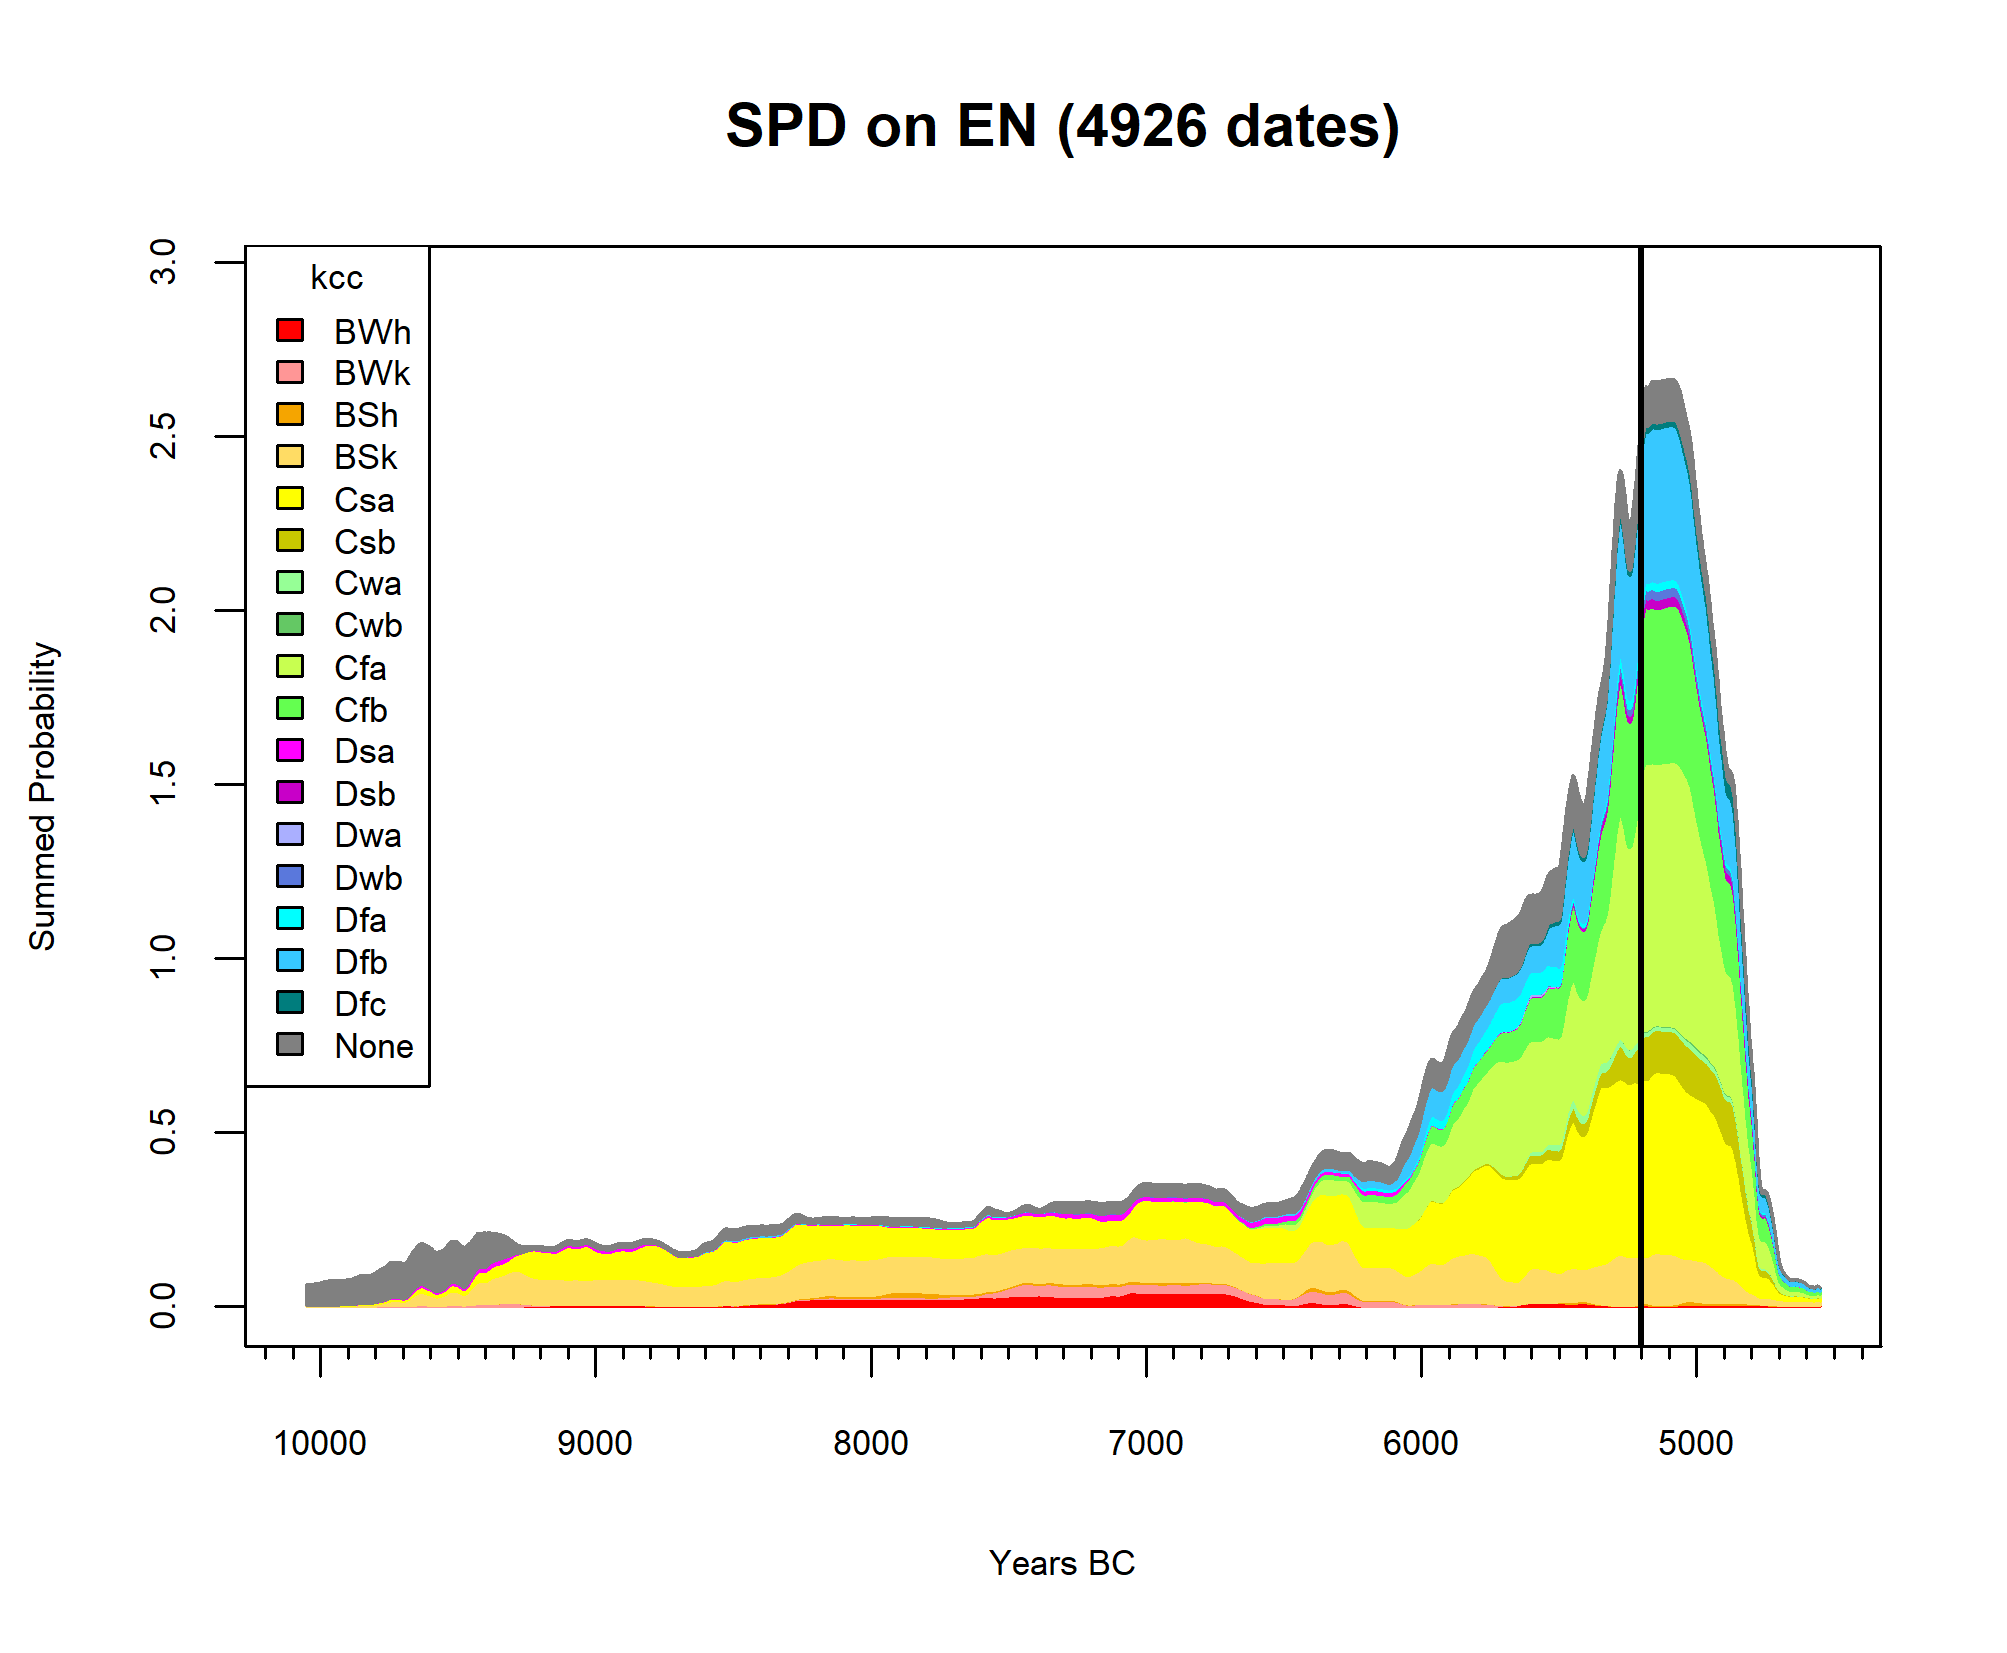 SPD on EN (4926 dates)
Summed Probability
3.0
2.5
2.0
1.5
1.0
0.5
0.0
kcc
BWh
BWk
BSh
BSk
Csa
Csb
Cwa
Cwb
Cfa
Cfb
Dsa
Dsb
Dwa
Dwb
Dfa
Dfb
Dfc
None
10000 9000 8000 7000 6000 5000
Years BC